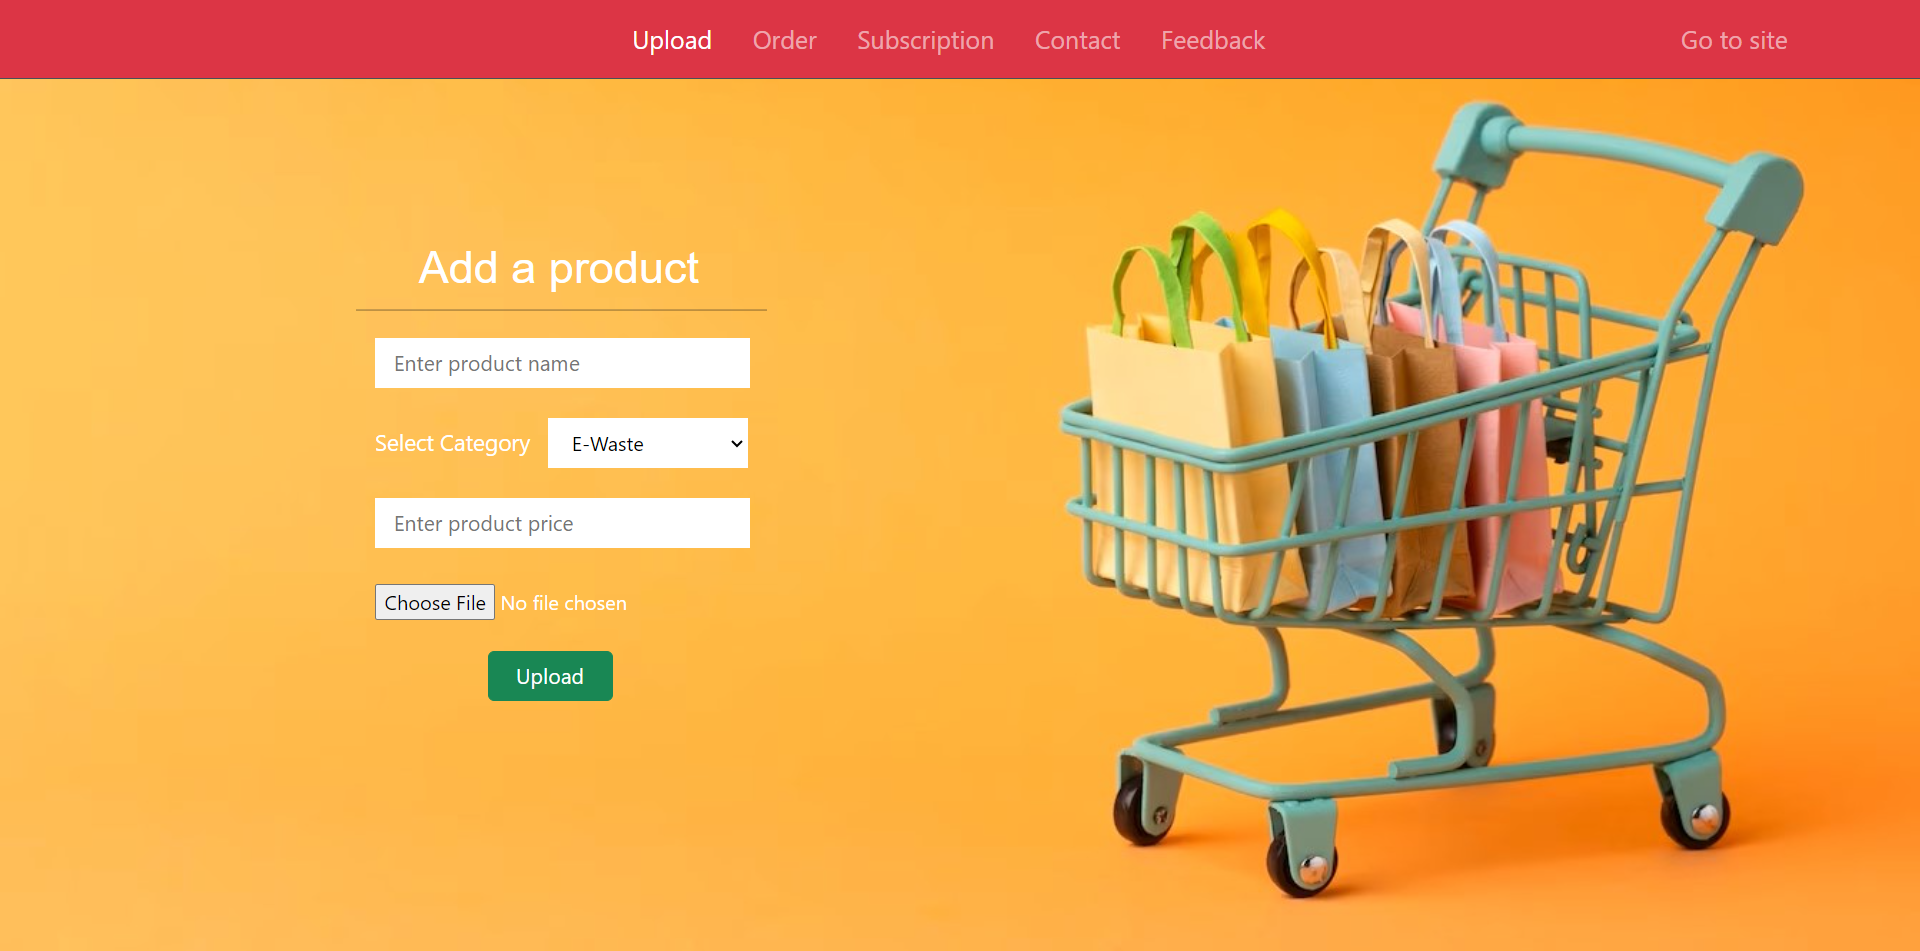 Upload Order Subscription Contact Feedback Go to site
Add a product
Enter product name
Select Category E-Waste
Enter product price
Choose File No file chosen
Upload